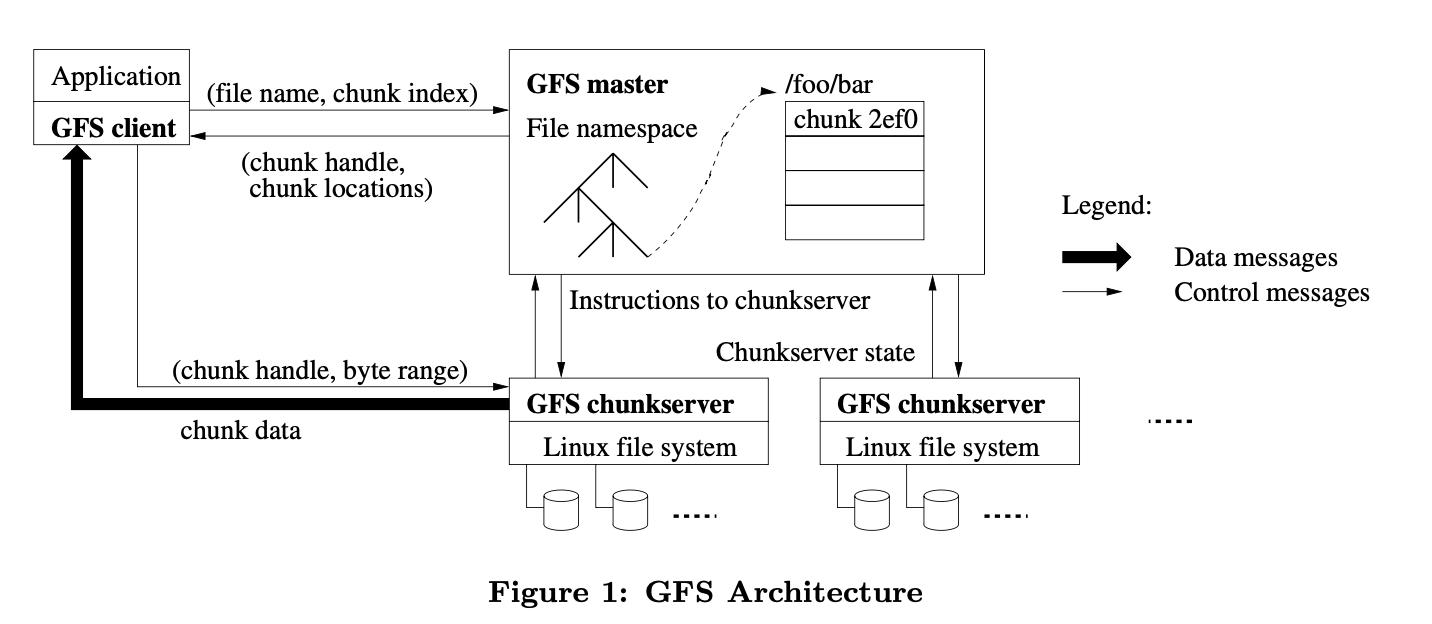 Application
GFS client
(file name, chunk index)
(chunk handle,
chunk locations)
GFS master
File namespace
/foo/bar
chunk 2ef0
Legend:
Data messages
Control messages
Instructions to chunkserver
Chunkserver state
(chunk handle, byte range)
chunk data
GFS chunkserver
Linux file system
GFS chunkserver
Linux file system
Figure 1: GFS Architecture